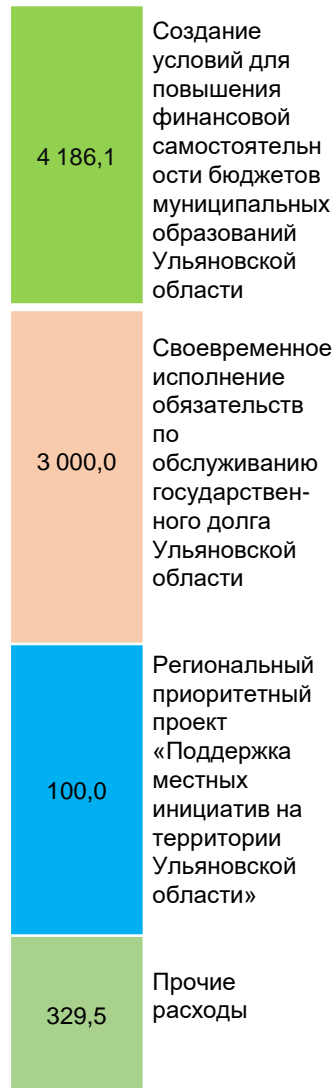 4 186,1
Создание
условий для
повышения
финансовой
самостоятельн
ости бюджетов
муниципальных
образований
Ульяновской
области
3 000,0
Своевременное
исполнение
обязательств
по
обслуживанию
государствен-
ного долга
Ульяновской
области
100,0
Региональный
приоритетный
проект
«Поддержка
местных
инициатив на
территории
Ульяновской
области»
329,5
Прочие
расходы